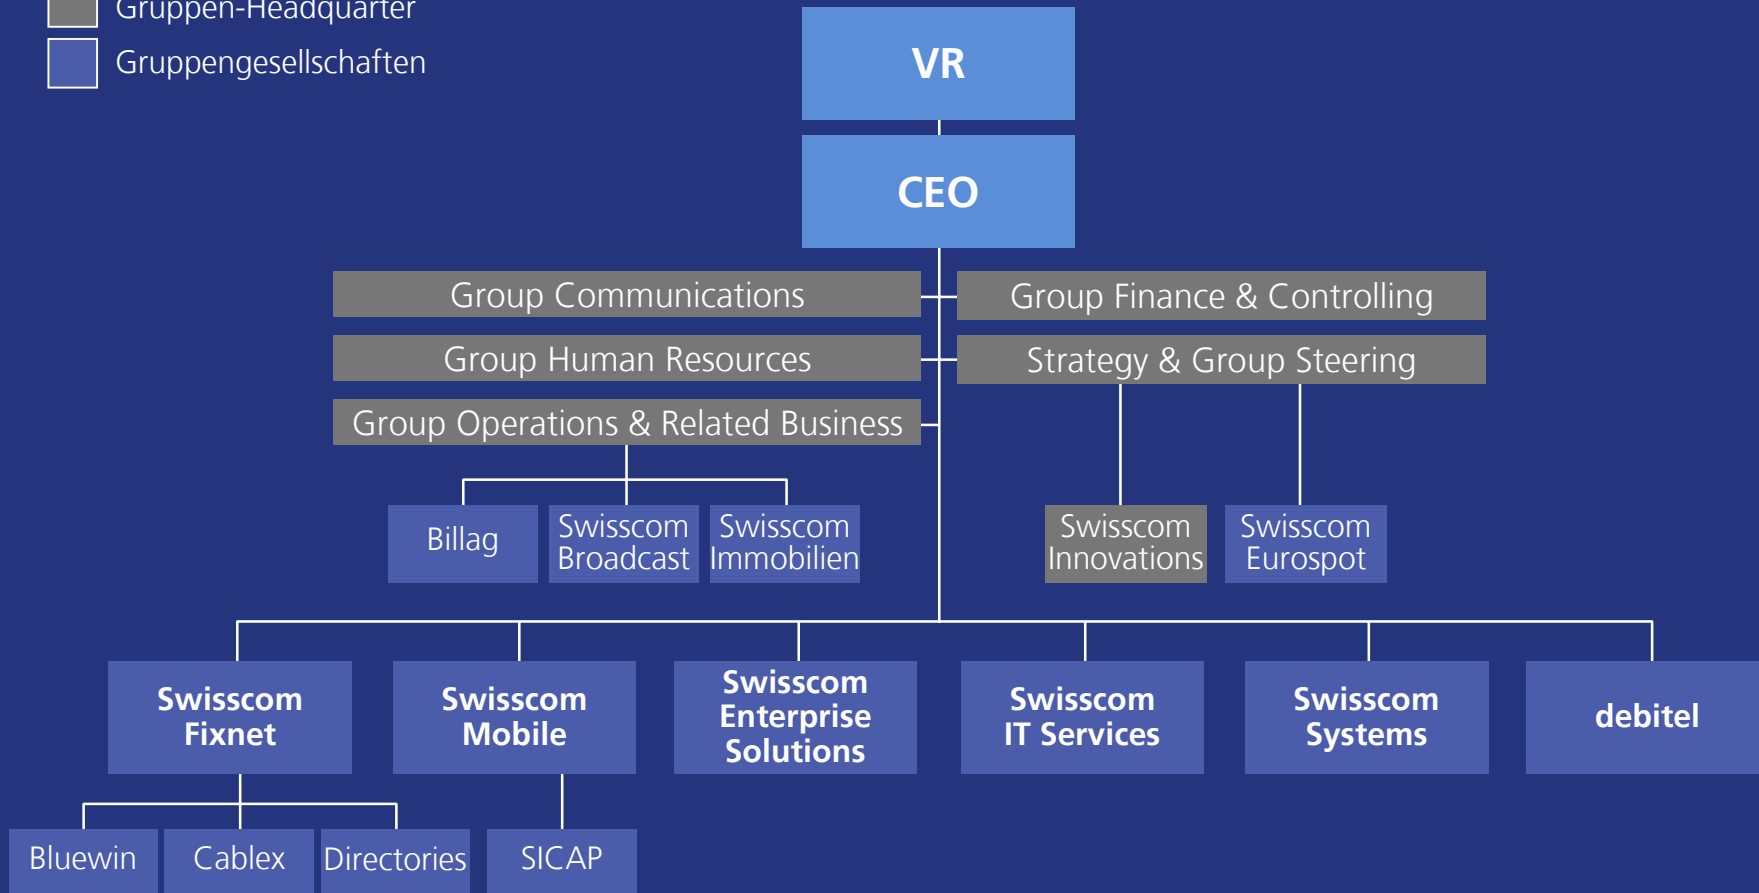 Gruppen-Headquarter
Gruppengesellschaften
VR
CEO
Group Communications
Group Finance & Controlling
Group Human Resources
Strategy & Group Steering
Group Operations & Related Business
Billag
Swisscom
Broadcast
Swisscom
Immobilien
Swisscom
Innovations
Swisscom
Eurospot
Swisscom
Fixnet
Swisscom
Mobile
Swisscom
Enterprise
Solutions
Swisscom
IT Services
Swisscom
Systems
debitel
Bluewin
Cablex
Directories
SICAP